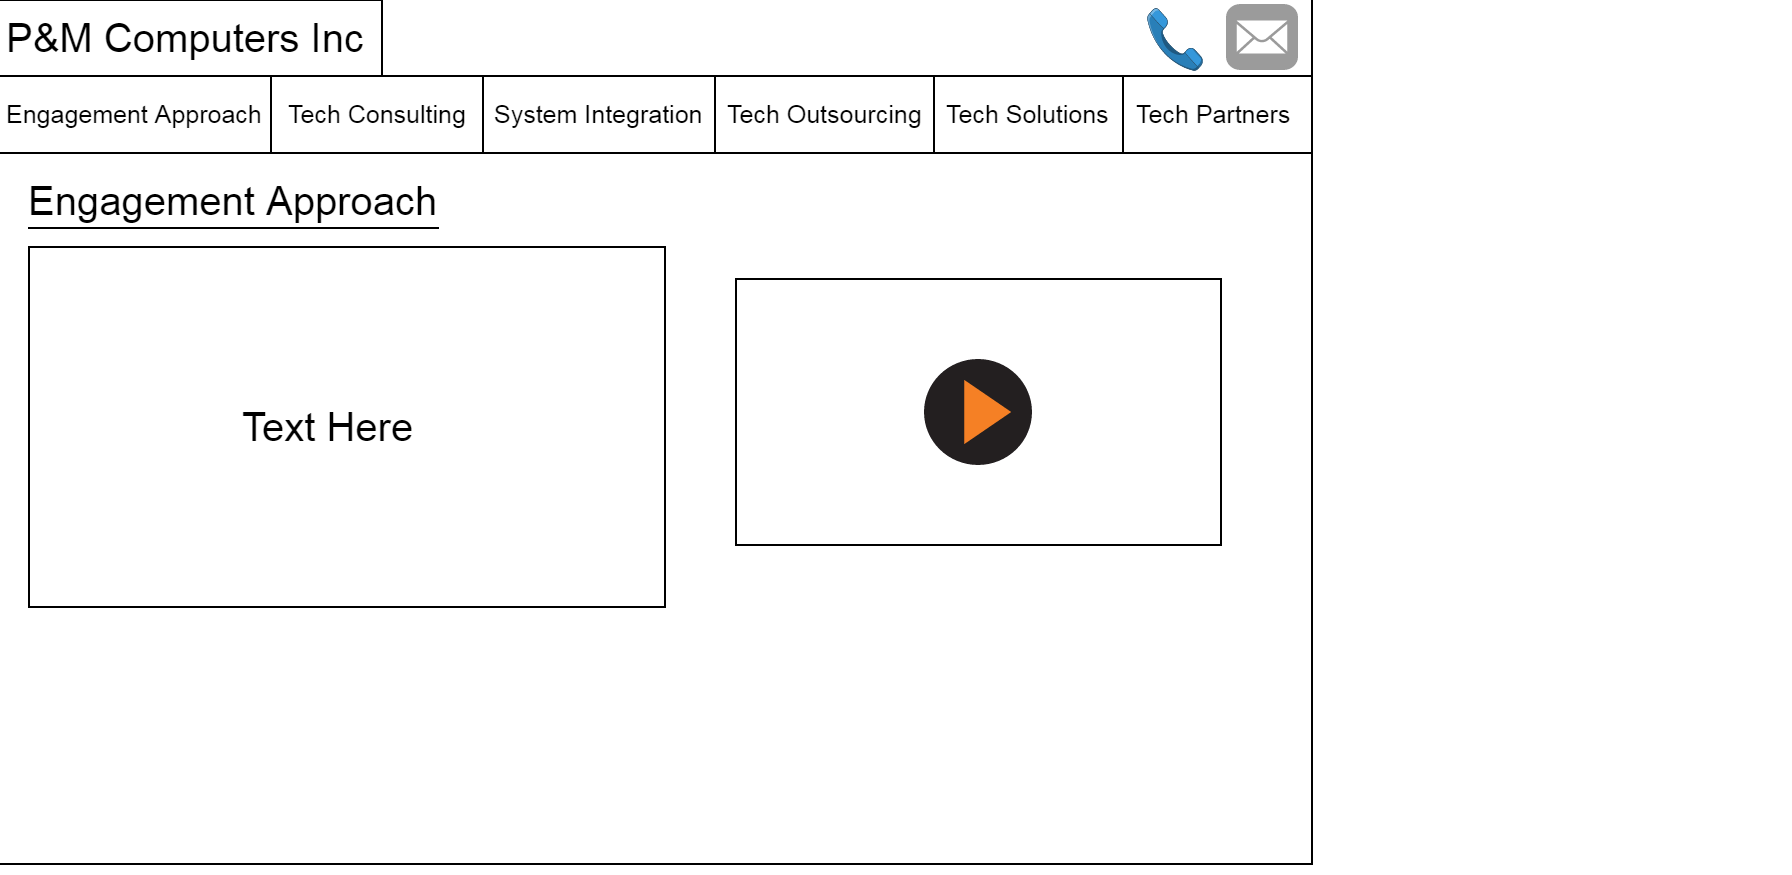 P&M Computers Inc
Engagement Approach
Tech Consulting
System Integration
Tech Outsourcing
Tech Solutions
Tech Partners
Engagement Approach
Text Here